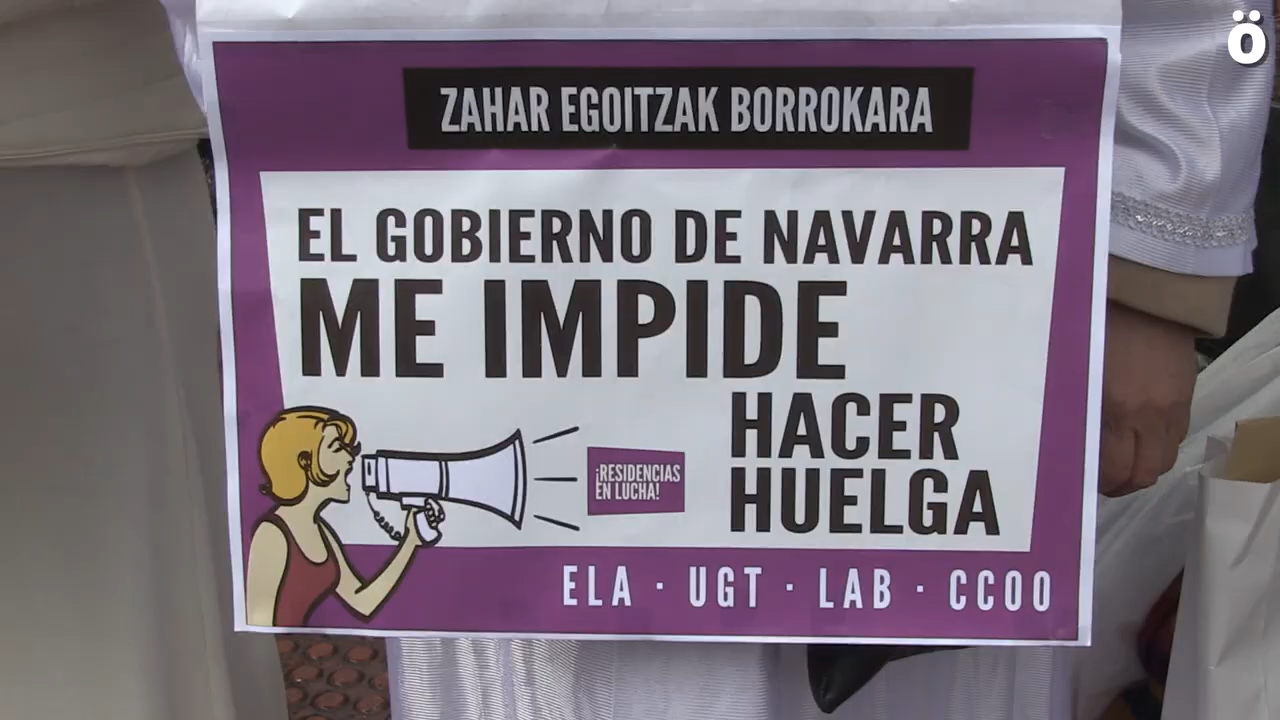 ö
ZAHAR EGOITZAK BORROKARA
EL GOBIERNO DE NAVARRA
ME IMPIDE
HACER
HUELGA
¡RESIDENCIAS
EN LUCHA!
ELA · UGT · LAB · CCOO